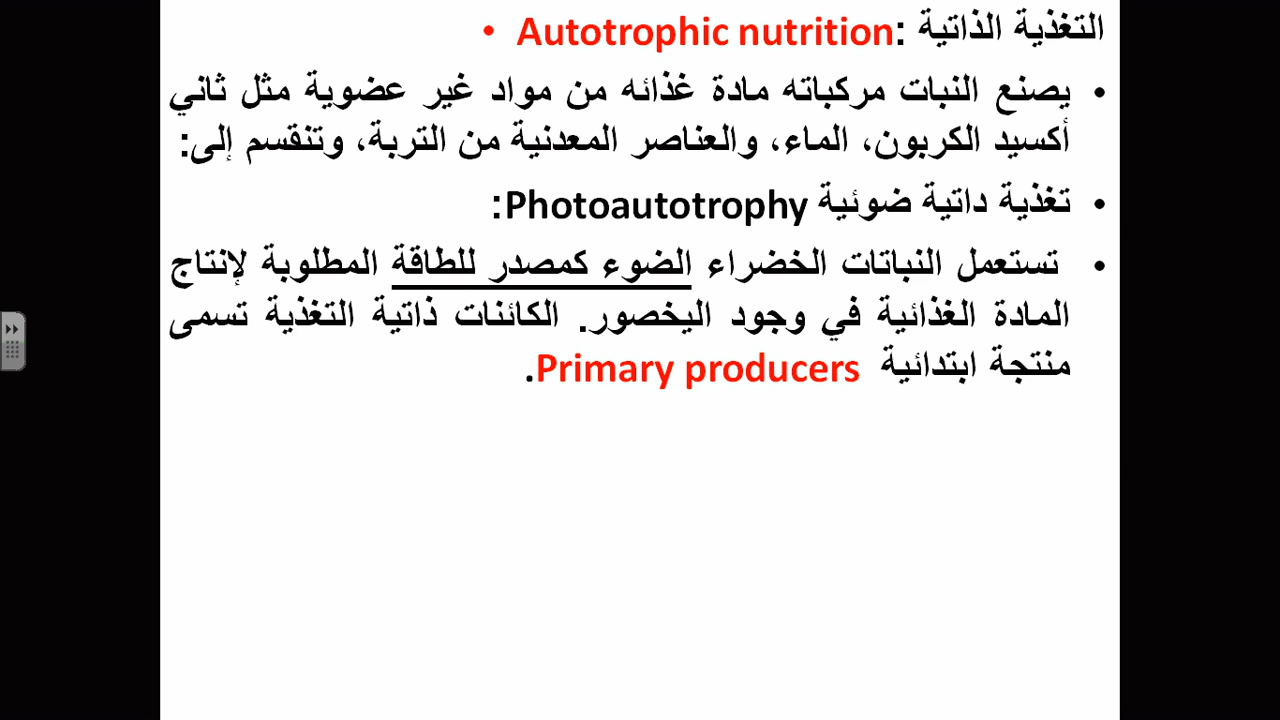 • التغذية الذاتية :Autotrophic nutrition
• يصنع النبات مركباته مادة غذائه من مواد غير عضوية مثل ثاني
أكسيد الكربون، الماء، والعناصر المعدنية من التربة، وتنقسم إلى:
• تغذية داتية ضوئية Photoautotrophy:
• تستعمل النباتات الخضراء الضوء كمصدر للطاقة المطلوبة لإنتاج
المادة الغذائية في وجود اليخصور. الكائنات ذاتية التغذية تسمى
منتجة ابتدائية Primary producers.